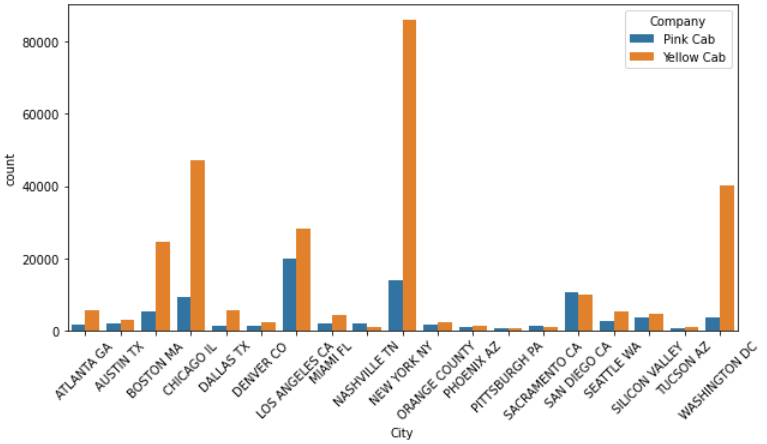 Company
Pink Cab
Yellow Cab
80000
60000
40000
20000
0
count
ATLANTA GA
AUSTIN TX
BOSTON MA
CHICAGO IL
DALLAS TX
DENVER CO
LOS ANGELES CA
MIAMI FL
NASHVILLE TN
NEW YORK NY
ORANGE COUNTY
PHOENIX AZ
PITTSBURGH PA
SACRAMENTO CA
SAN DIEGO CA
SEATTLE WA
SILICON VALLEY
TUCSON AZ
WASHINGTON DC
City